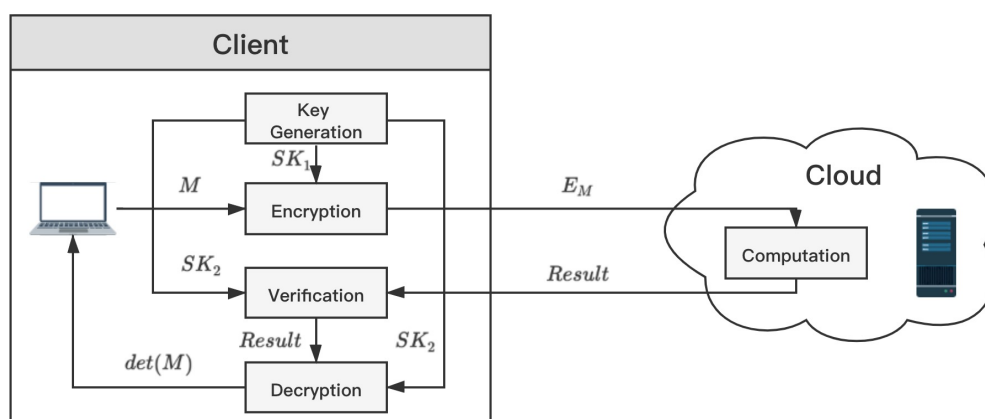 Client
Key
Generation
SK₁
M
Encryption
E_M
Cloud
Computation
SK₂
Verification
Result
Result
SK₂
det(M)
Decryption